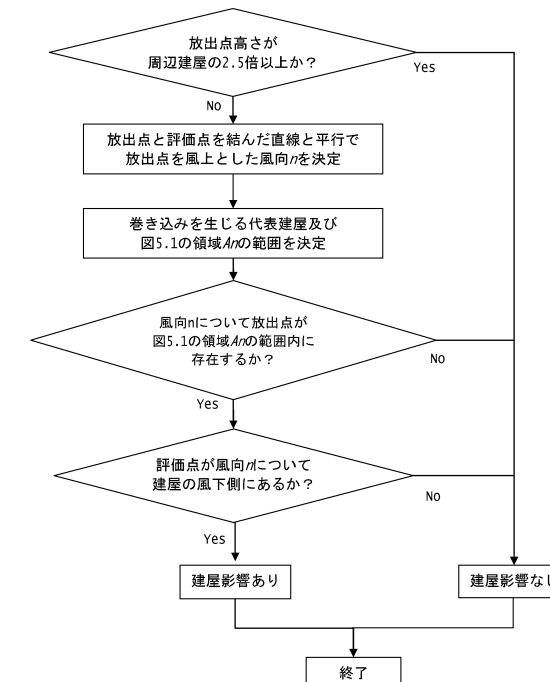 放出点高さが
周辺建屋の2.5倍以上か？
Yes
No
放出点と評価点を結んだ直線と平行で
放出点を風上とした風向nを決定
巻き込みを生じる代表建屋及び
図5.1の領域Anの範囲を決定
風向nについて放出点が
図5.1の領域Anの範囲内に
存在するか？
No
Yes
評価点が風向nについて
建屋の風下側にあるか？
No
Yes
建屋影響あり
建屋影響なし
終了